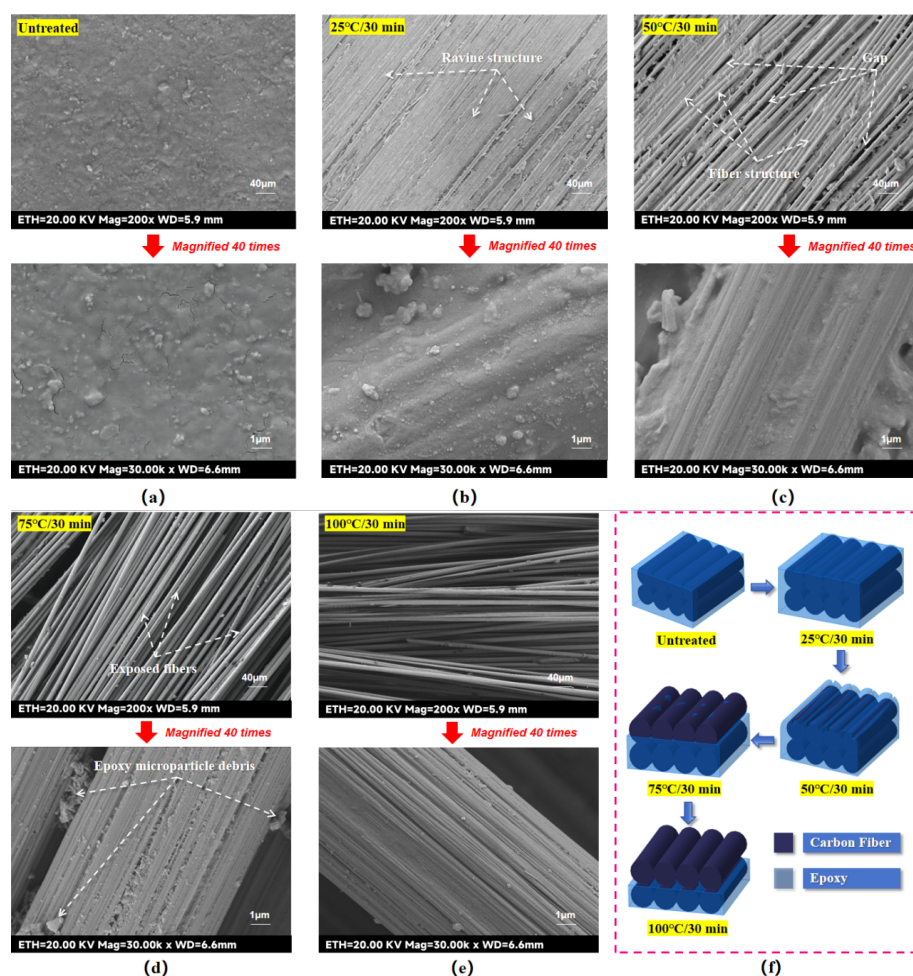 Untreated
40μm
ETH=20.00 KV Mag=200x WD=5.9 mm
Magnified 40 times
1μm
ETH=20.00 KV Mag=30.00k x WD=6.6mm
(a)
25°C/30 min
Ravine structure
40μm
ETH=20.00 KV Mag=200x WD=5.9 mm
Magnified 40 times
1μm
ETH=20.00 KV Mag=30.00k x WD=6.6mm
(b)
50°C/30 min
Gap
Fiber structure
40μm
ETH=20.00 KV Mag=200x WD=5.9 mm
Magnified 40 times
1μm
ETH=20.00 KV Mag=30.00k x WD=6.6mm
(c)
75°C/30 min
Exposed fibers
40μm
ETH=20.00 KV Mag=200x WD=5.9 mm
Magnified 40 times
Epoxy microparticle debris
1μm
ETH=20.00 KV Mag=30.00k x WD=6.6mm
(d)
100°C/30 min
40μm
ETH=20.00 KV Mag=200x WD=5.9 mm
Magnified 40 times
1μm
ETH=20.00 KV Mag=30.00k x WD=6.6mm
(e)
Untreated
25°C/30 min
75°C/30 min
50°C/30 min
Carbon Fiber
Epoxy
100°C/30 min
(f)